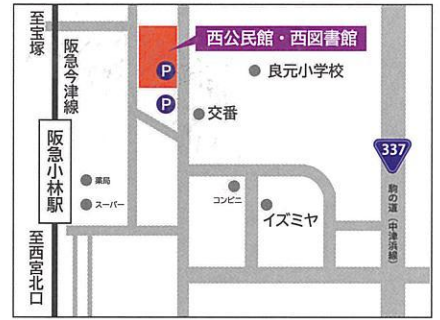 至宝塚
阪急今津線
西公民館・西図書館
P
良元小学校
P
交番
337
阪急小林駅
薬局
スーパー
コンビニ
イズミヤ
駒の道（中津浜線）
至西宮北口